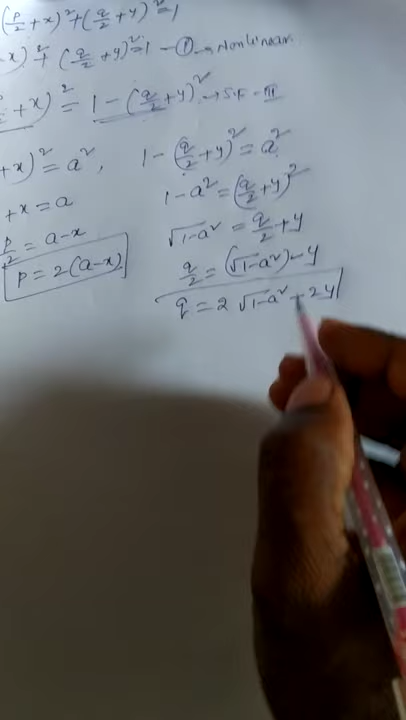 (p/2 + x)² + (q/2 + y)² = 1
x)² + (q/2 + y)² = 1 — ① → Nonlinear
+ x)² = 1 − (q/2 + y)² → S.F − III
+ x)² = a², 1 − (q/2 + y)² = a²
+ x = a 1 − a² = (q/2 + y)²
p/2 = a − x √1−a² = q/2 + y
p = 2(a−x) q/2 = (√1−a²) − y
q = 2 √1−a² − 2y